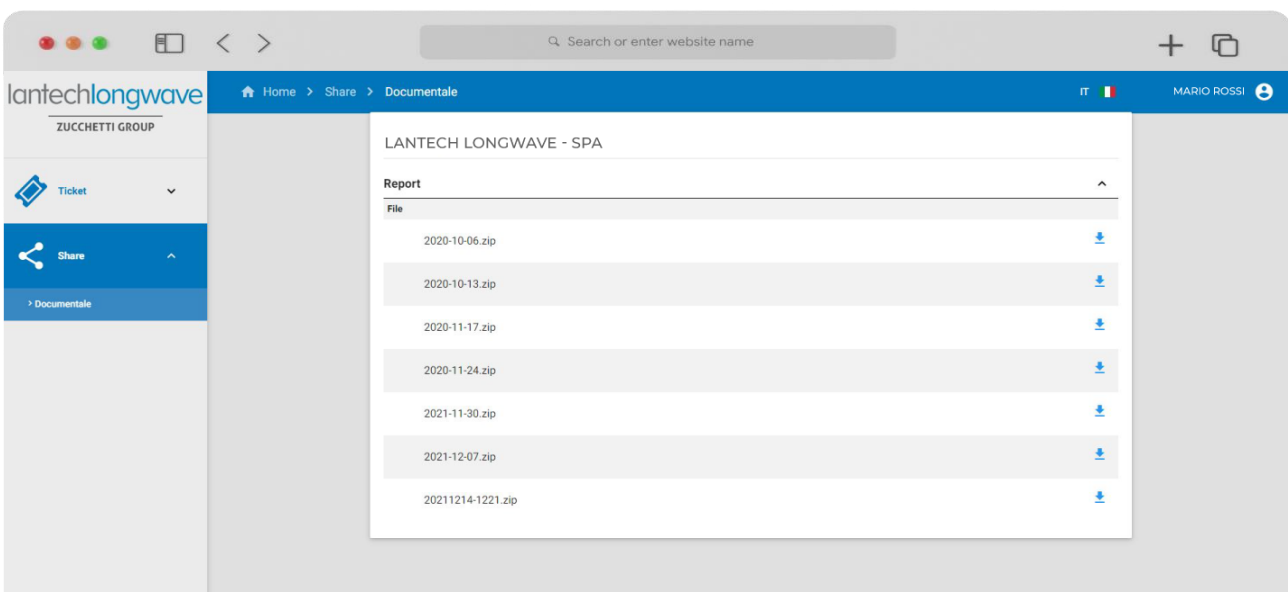 Search or enter website name
lantechlongwave
ZUCCHETTI GROUP
Home > Share > Documentale
IT
MARIO ROSSI
Ticket
Share
> Documentale
LANTECH LONGWAVE - SPA
Report
File
2020-10-06.zip
2020-10-13.zip
2020-11-17.zip
2020-11-24.zip
2021-11-30.zip
2021-12-07.zip
20211214-1221.zip